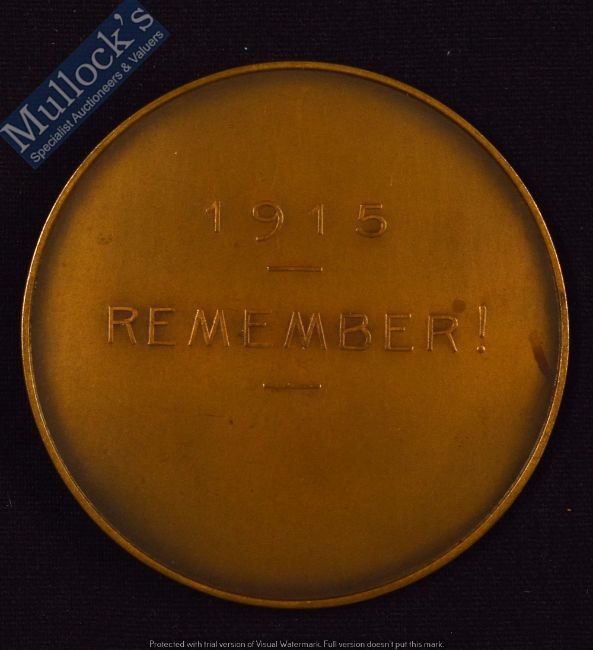 Mullock's
Specialist Auctioneers & Valuers
1915
REMEMBER!
Protected with trial version of Visual Watermark. Full version doesn't put this mark.